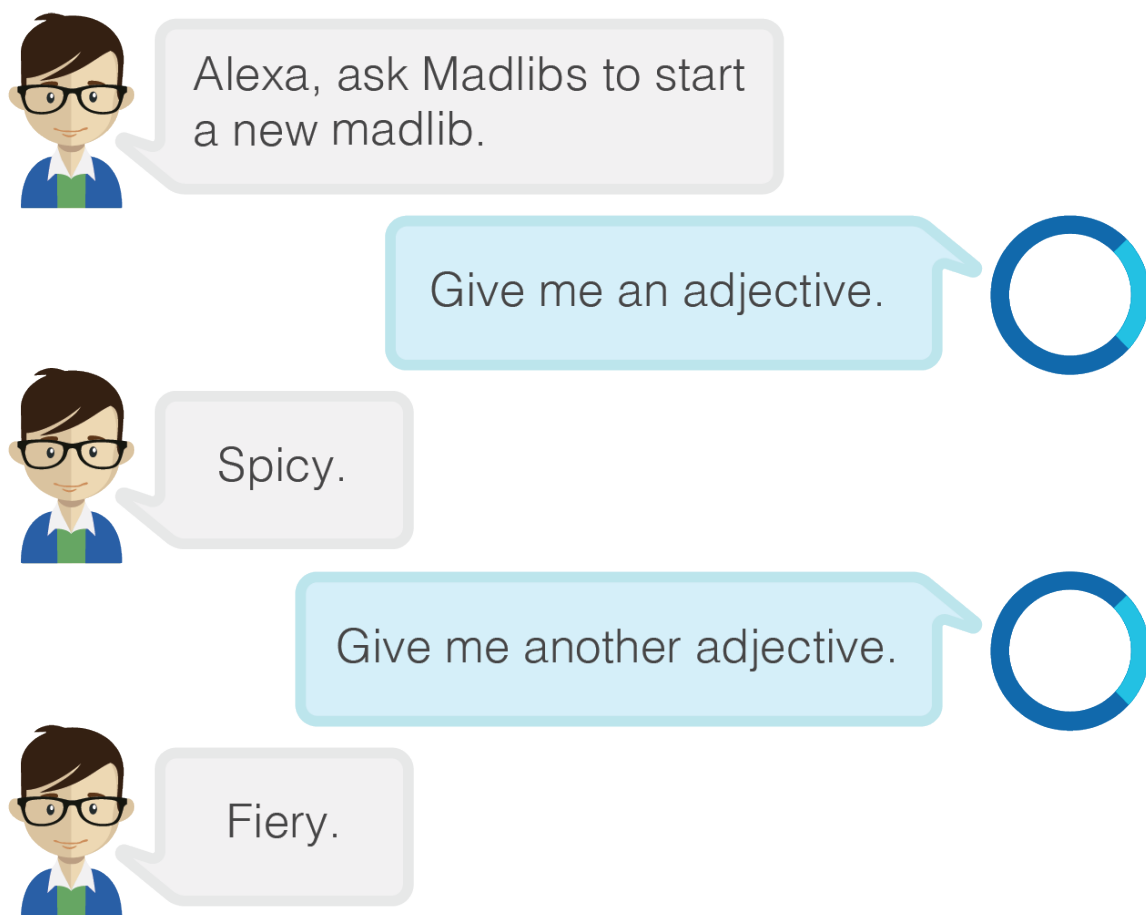 Alexa, ask Madlibs to start
a new madlib.
Give me an adjective.
Spicy.
Give me another adjective.
Fiery.